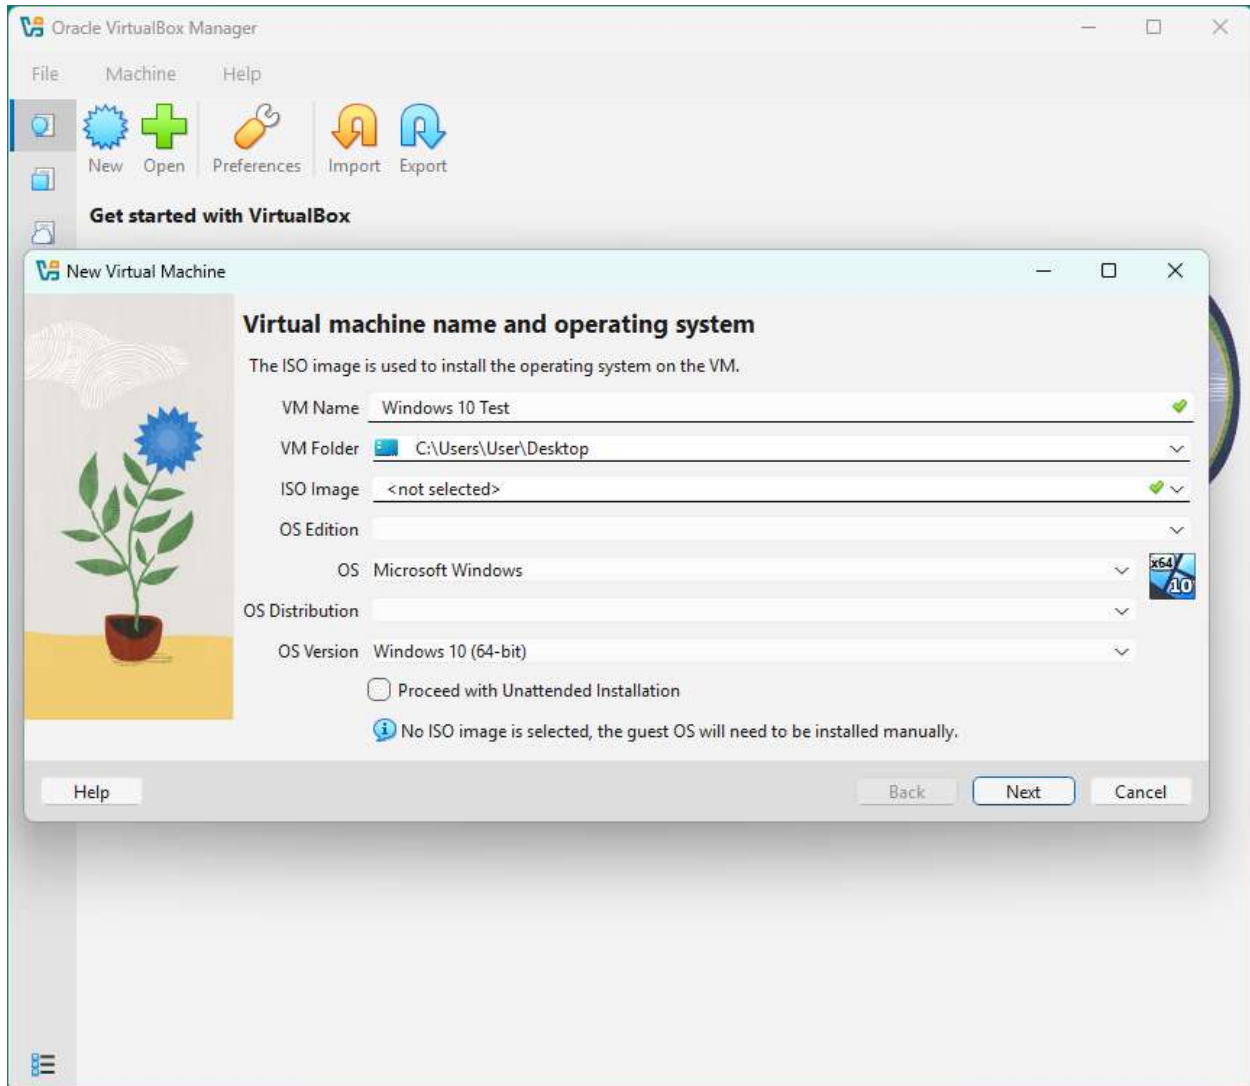 Oracle VirtualBox Manager
File Machine Help
New Open Preferences Import Export
Get started with VirtualBox
New Virtual Machine
Virtual machine name and operating system
The ISO image is used to install the operating system on the VM.
VM Name Windows 10 Test
VM Folder C:\Users\User\Desktop
ISO Image <not selected>
OS Edition
OS Microsoft Windows
x64
10
OS Distribution
OS Version Windows 10 (64-bit)
Proceed with Unattended Installation
No ISO image is selected, the guest OS will need to be installed manually.
Help Back Next Cancel